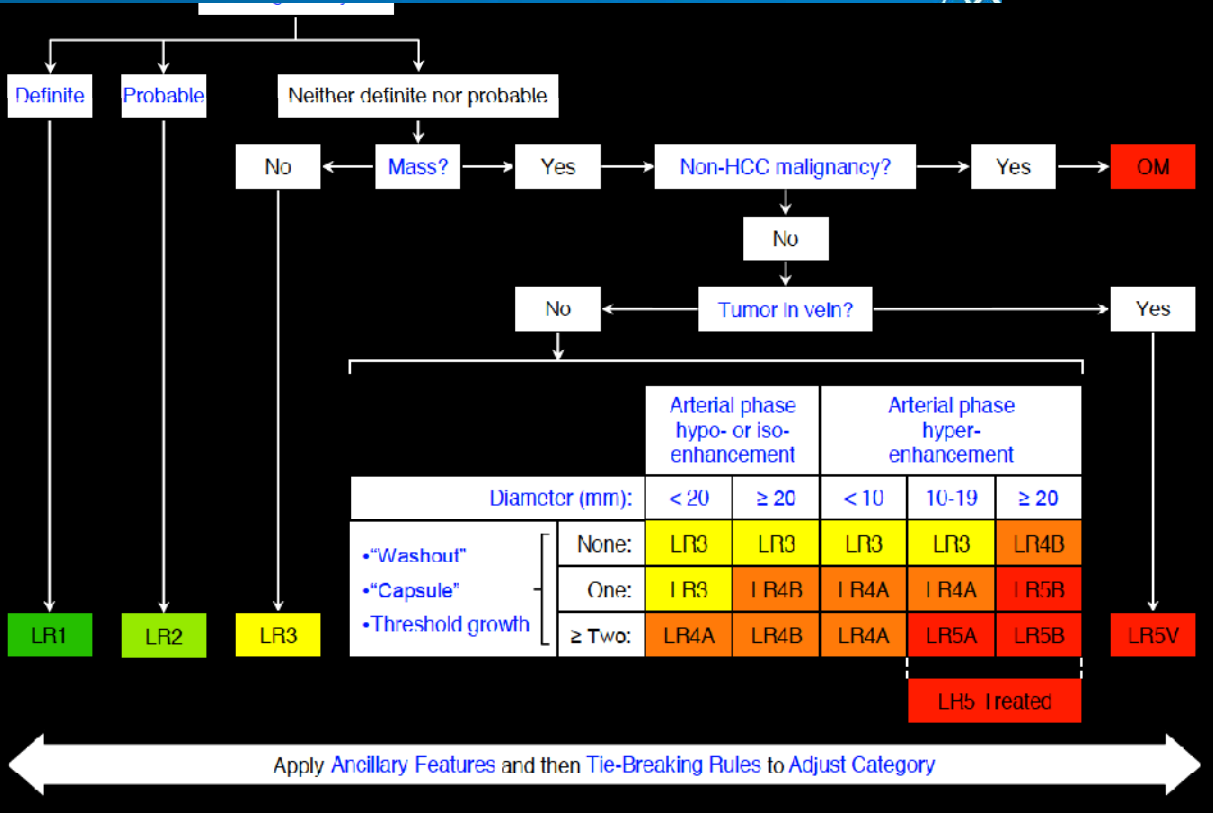 Definite
Probable
Neither definite nor probable
No
Mass?
Yes
Non-HCC malignancy?
Yes
OM
No
No
Tumor in vein?
Yes
Arterial phase
hypo- or iso-
enhancement
Arterial phase
hyper-
enhancement
Diameter (mm):
< 20
≥ 20
< 10
10-19
≥ 20
•"Washout"
•"Capsule"
•Threshold growth
None:
LR3
LR3
LR3
LR3
LR4B
One:
LR3
LR4B
LR4A
LR4A
LR5B
≥ Two:
LR4A
LR4B
LR4A
LR5A
LR5B
LR1
LR2
LR3
LR5V
LR5 Treated
Apply Ancillary Features and then Tie-Breaking Rules to Adjust Category